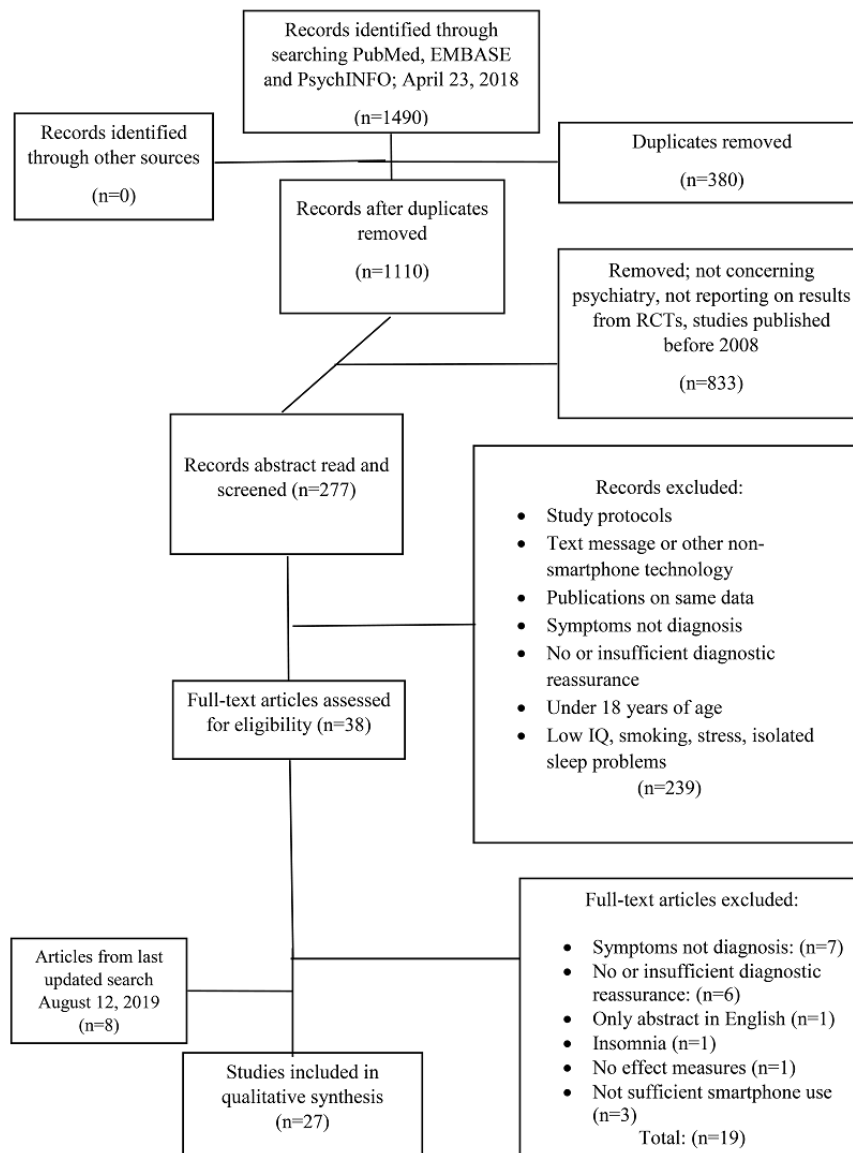 Records identified through
searching PubMed, EMBASE
and PsychINFO; April 23, 2018
(n=1490)
Records identified
through other sources
(n=0)
Duplicates removed
(n=380)
Records after duplicates
removed
(n=1110)
Removed; not concerning
psychiatry, not reporting on results
from RCTs, studies published
before 2008
(n=833)
Records abstract read and
screened (n=277)
Records excluded:
• Study protocols
• Text message or other non-
smartphone technology
• Publications on same data
• Symptoms not diagnosis
• No or insufficient diagnostic
reassurance
• Under 18 years of age
• Low IQ, smoking, stress, isolated
sleep problems
(n=239)
Full-text articles assessed
for eligibility (n=38)
Full-text articles excluded:
• Symptoms not diagnosis: (n=7)
• No or insufficient diagnostic
reassurance: (n=6)
• Only abstract in English (n=1)
• Insomnia (n=1)
• No effect measures (n=1)
• Not sufficient smartphone use
(n=3)
Total: (n=19)
Articles from last
updated search
August 12, 2019
(n=8)
Studies included in
qualitative synthesis
(n=27)